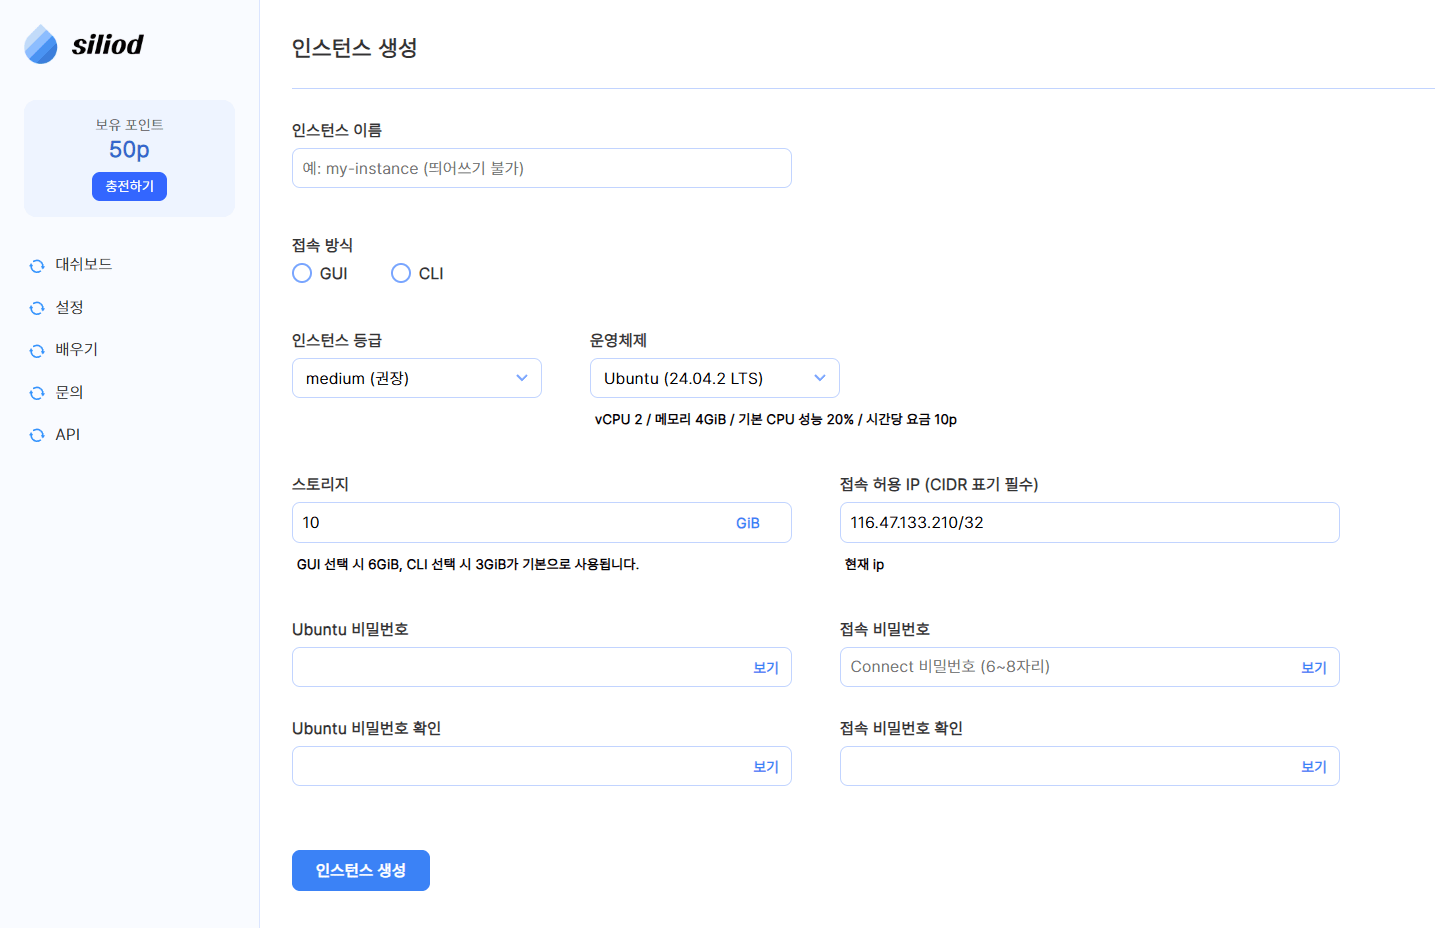 siliod
보유 포인트
50p
충전하기
대쉬보드
설정
배우기
문의
API
인스턴스 생성
인스턴스 이름
예: my-instance (띄어쓰기 불가)
접속 방식
GUI CLI
인스턴스 등급 운영체제
medium (권장) Ubuntu (24.04.2 LTS)
vCPU 2 / 메모리 4GiB / 기본 CPU 성능 20% / 시간당 요금 10p
스토리지 접속 허용 IP (CIDR 표기 필수)
10 GiB 116.47.133.210/32
GUI 선택 시 6GiB, CLI 선택 시 3GiB가 기본으로 사용됩니다. 현재 ip
Ubuntu 비밀번호 접속 비밀번호
보기 Connect 비밀번호 (6~8자리) 보기
Ubuntu 비밀번호 확인 접속 비밀번호 확인
보기 보기
인스턴스 생성